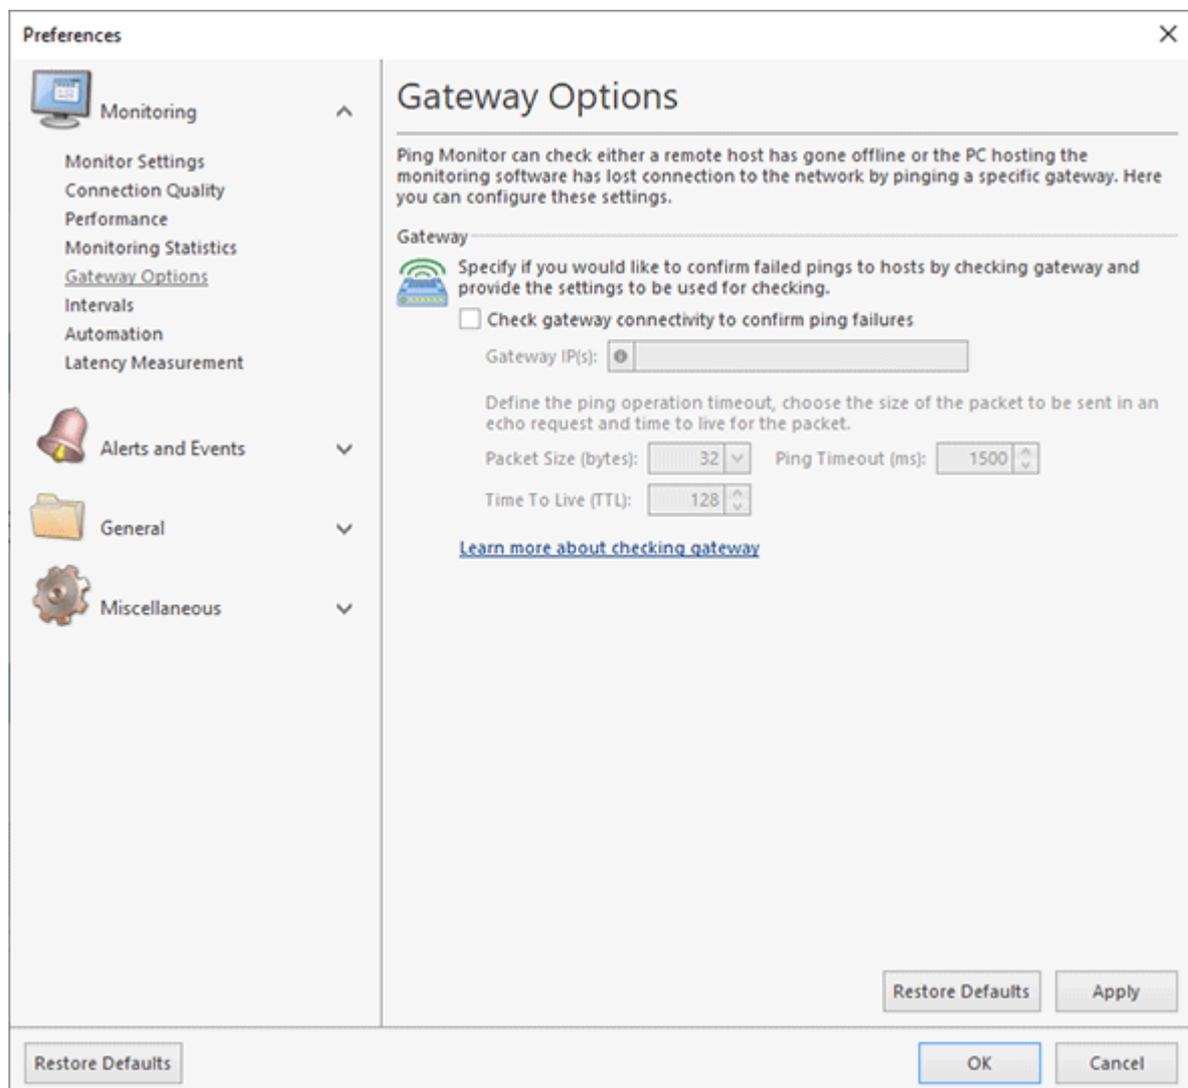 Preferences
Monitoring
Monitor Settings
Connection Quality
Performance
Monitoring Statistics
Gateway Options
Intervals
Automation
Latency Measurement
Alerts and Events
General
Miscellaneous
Gateway Options
Ping Monitor can check either a remote host has gone offline or the PC hosting the
monitoring software has lost connection to the network by pinging a specific gateway. Here
you can configure these settings.
Gateway
Specify if you would like to confirm failed pings to hosts by checking gateway and
provide the settings to be used for checking.
Check gateway connectivity to confirm ping failures
Gateway IP(s):
Define the ping operation timeout, choose the size of the packet to be sent in an
echo request and time to live for the packet.
Packet Size (bytes): 32 Ping Timeout (ms): 1500
Time To Live (TTL): 128
Learn more about checking gateway
Restore Defaults Apply
Restore Defaults OK Cancel